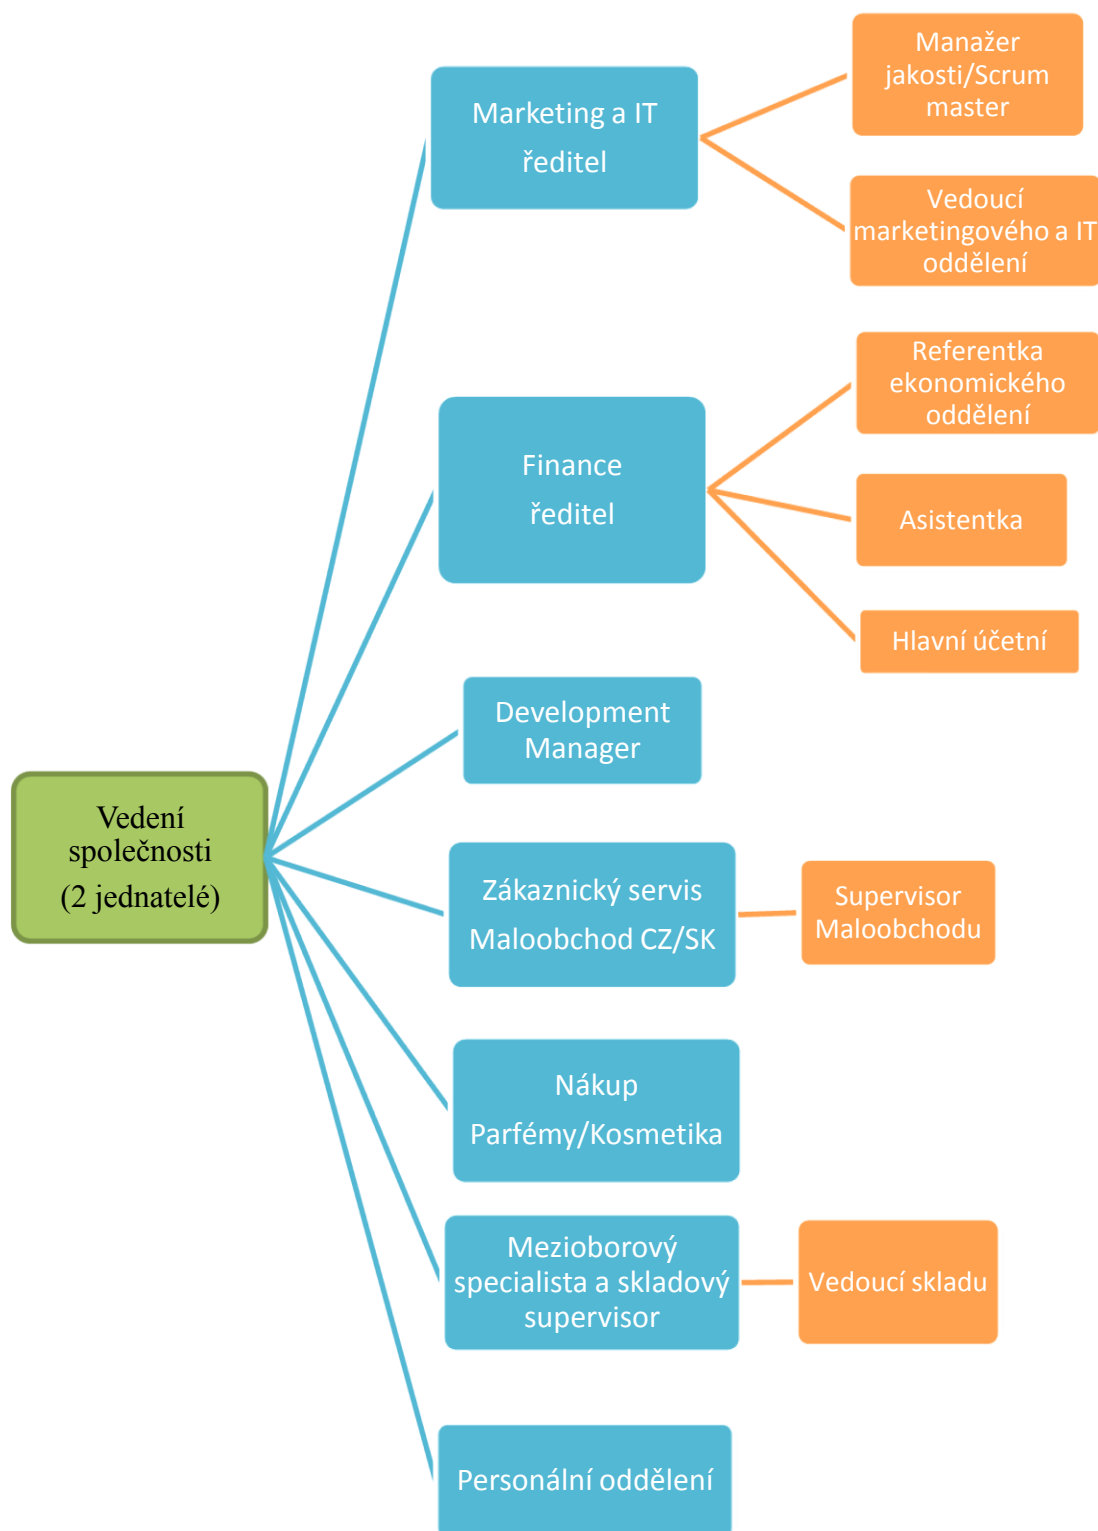 Manažer
jakosti/Scrum
master
Marketing a IT
ředitel
Vedoucí
marketingového a IT
oddělení
Referentka
ekonomického
oddělení
Finance
ředitel
Asistentka
Hlavní účetní
Development
Manager
Vedení
společnosti
(2 jednatelé)
Zákaznický servis
Maloobchod CZ/SK
Supervisor
Maloobchodu
Nákup
Parfémy/Kosmetika
Mezioborový
specialista a skladový
supervisor
Vedoucí skladu
Personální oddělení